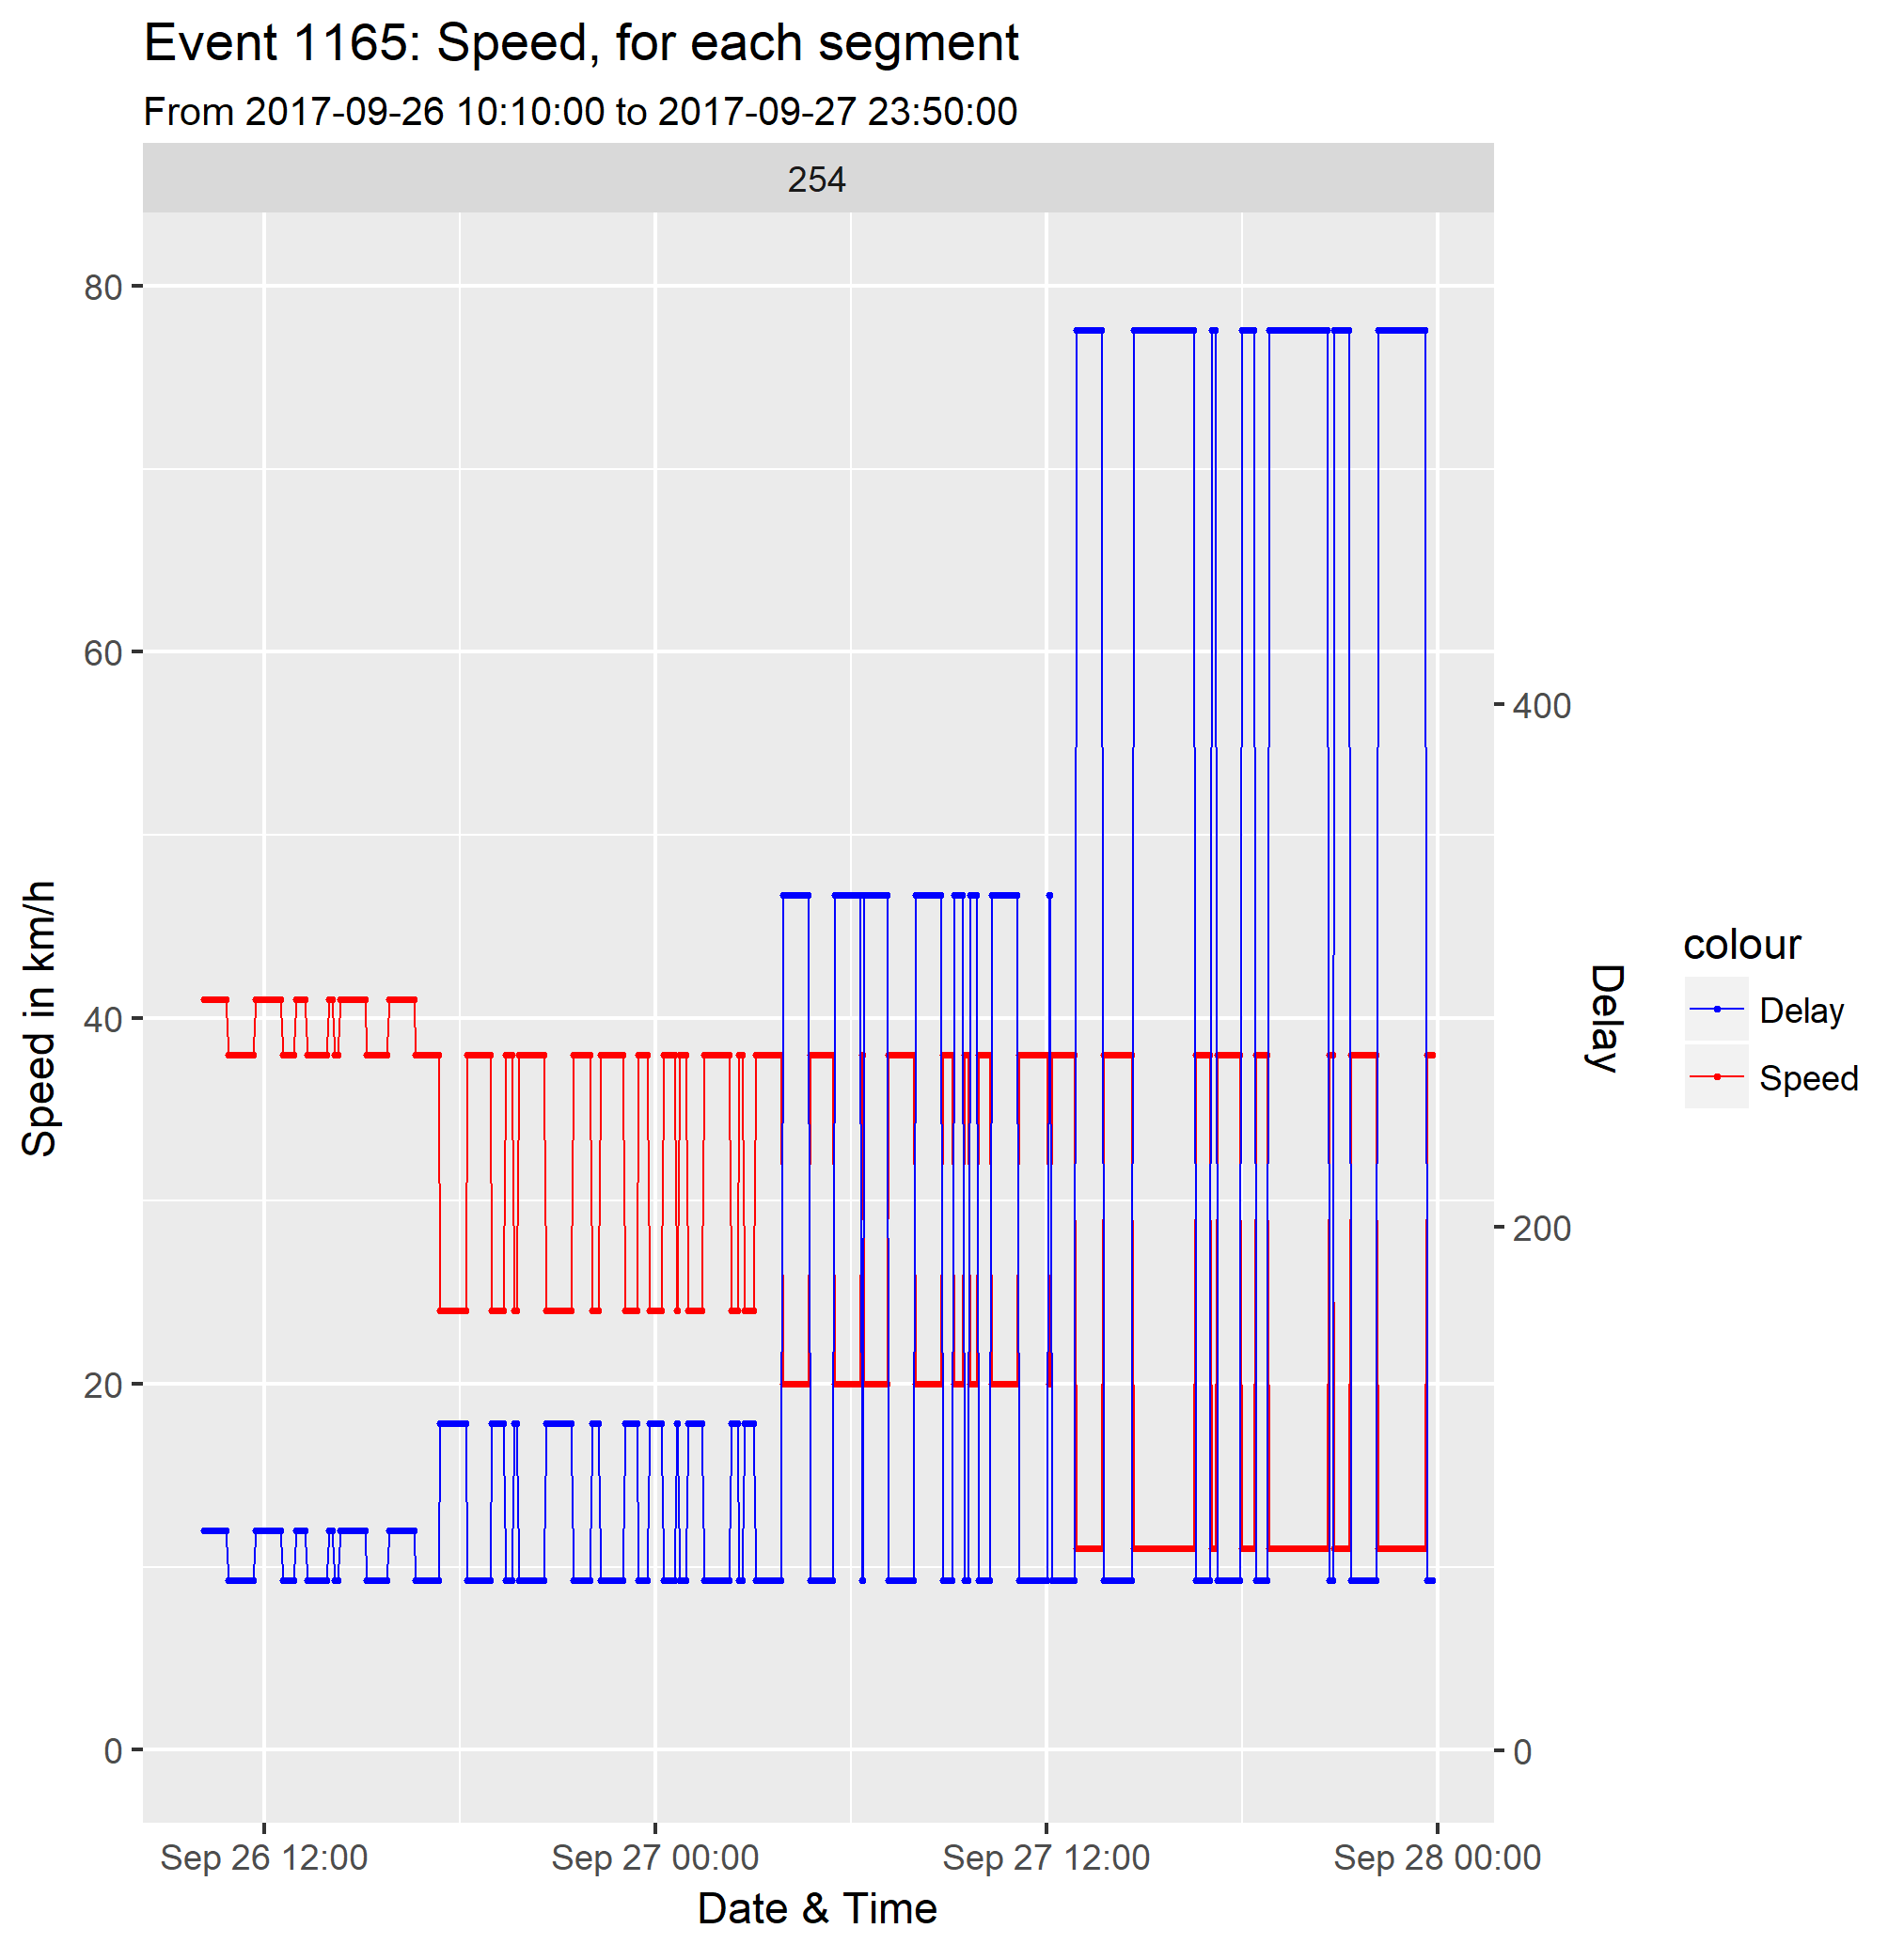 Event 1165: Speed, for each segment
From 2017-09-26 10:10:00 to 2017-09-27 23:50:00
254
80
60
40
20
0
Speed in km/h
400
200
0
Delay
Sep 26 12:00
Sep 27 00:00
Sep 27 12:00
Sep 28 00:00
Date & Time
colour
Delay
Speed